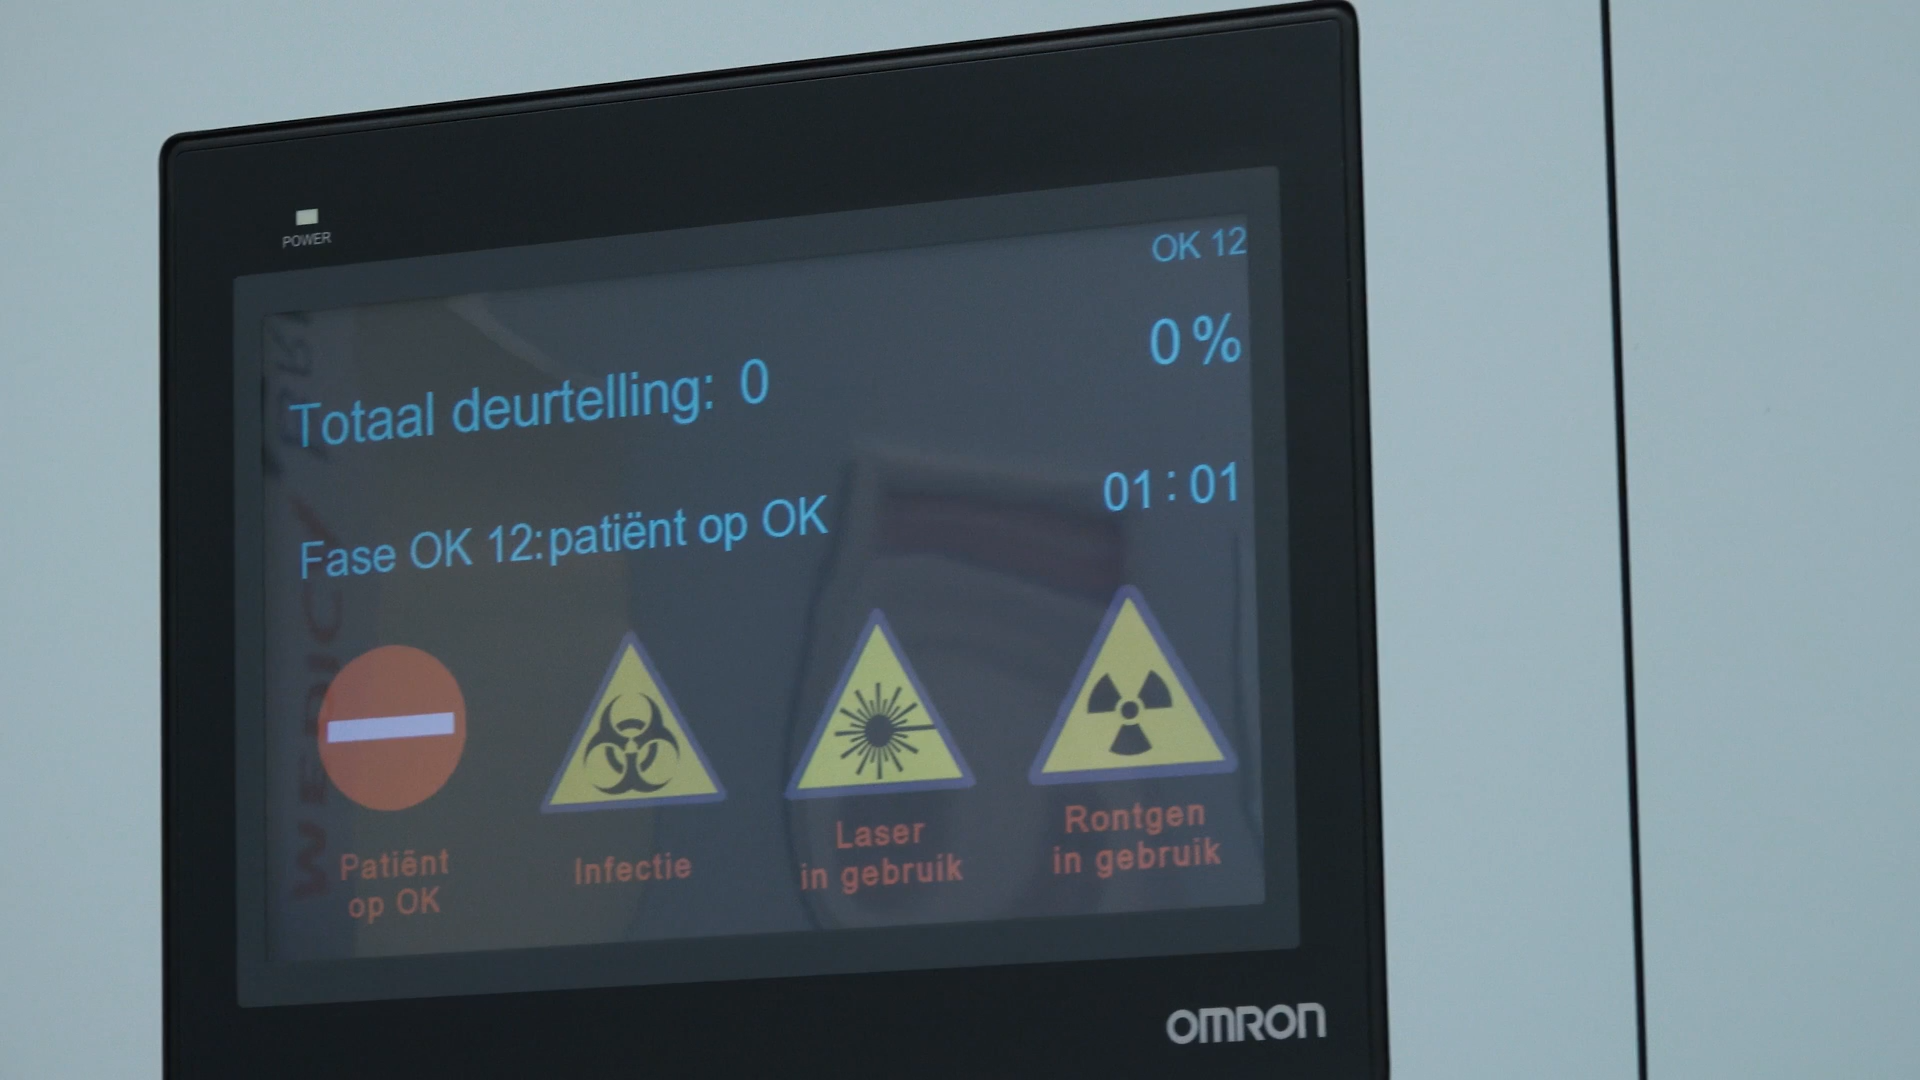 POWER
OK 12
0 %
Totaal deurtelling: 0
01:01
Fase OK 12:patiënt op OK
Patiënt
op OK
Infectie
Laser
in gebruik
Rontgen
in gebruik
OMRON